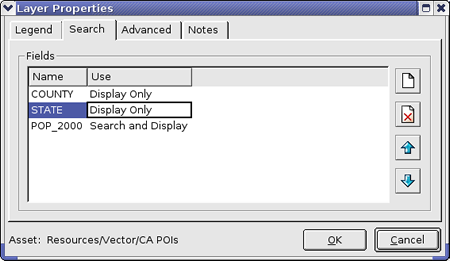 Layer Properties
Legend Search Advanced Notes
Fields
Name Use
COUNTY Display Only
STATE Display Only
POP_2000 Search and Display
Asset: Resources/Vector/CA POIs OK Cancel